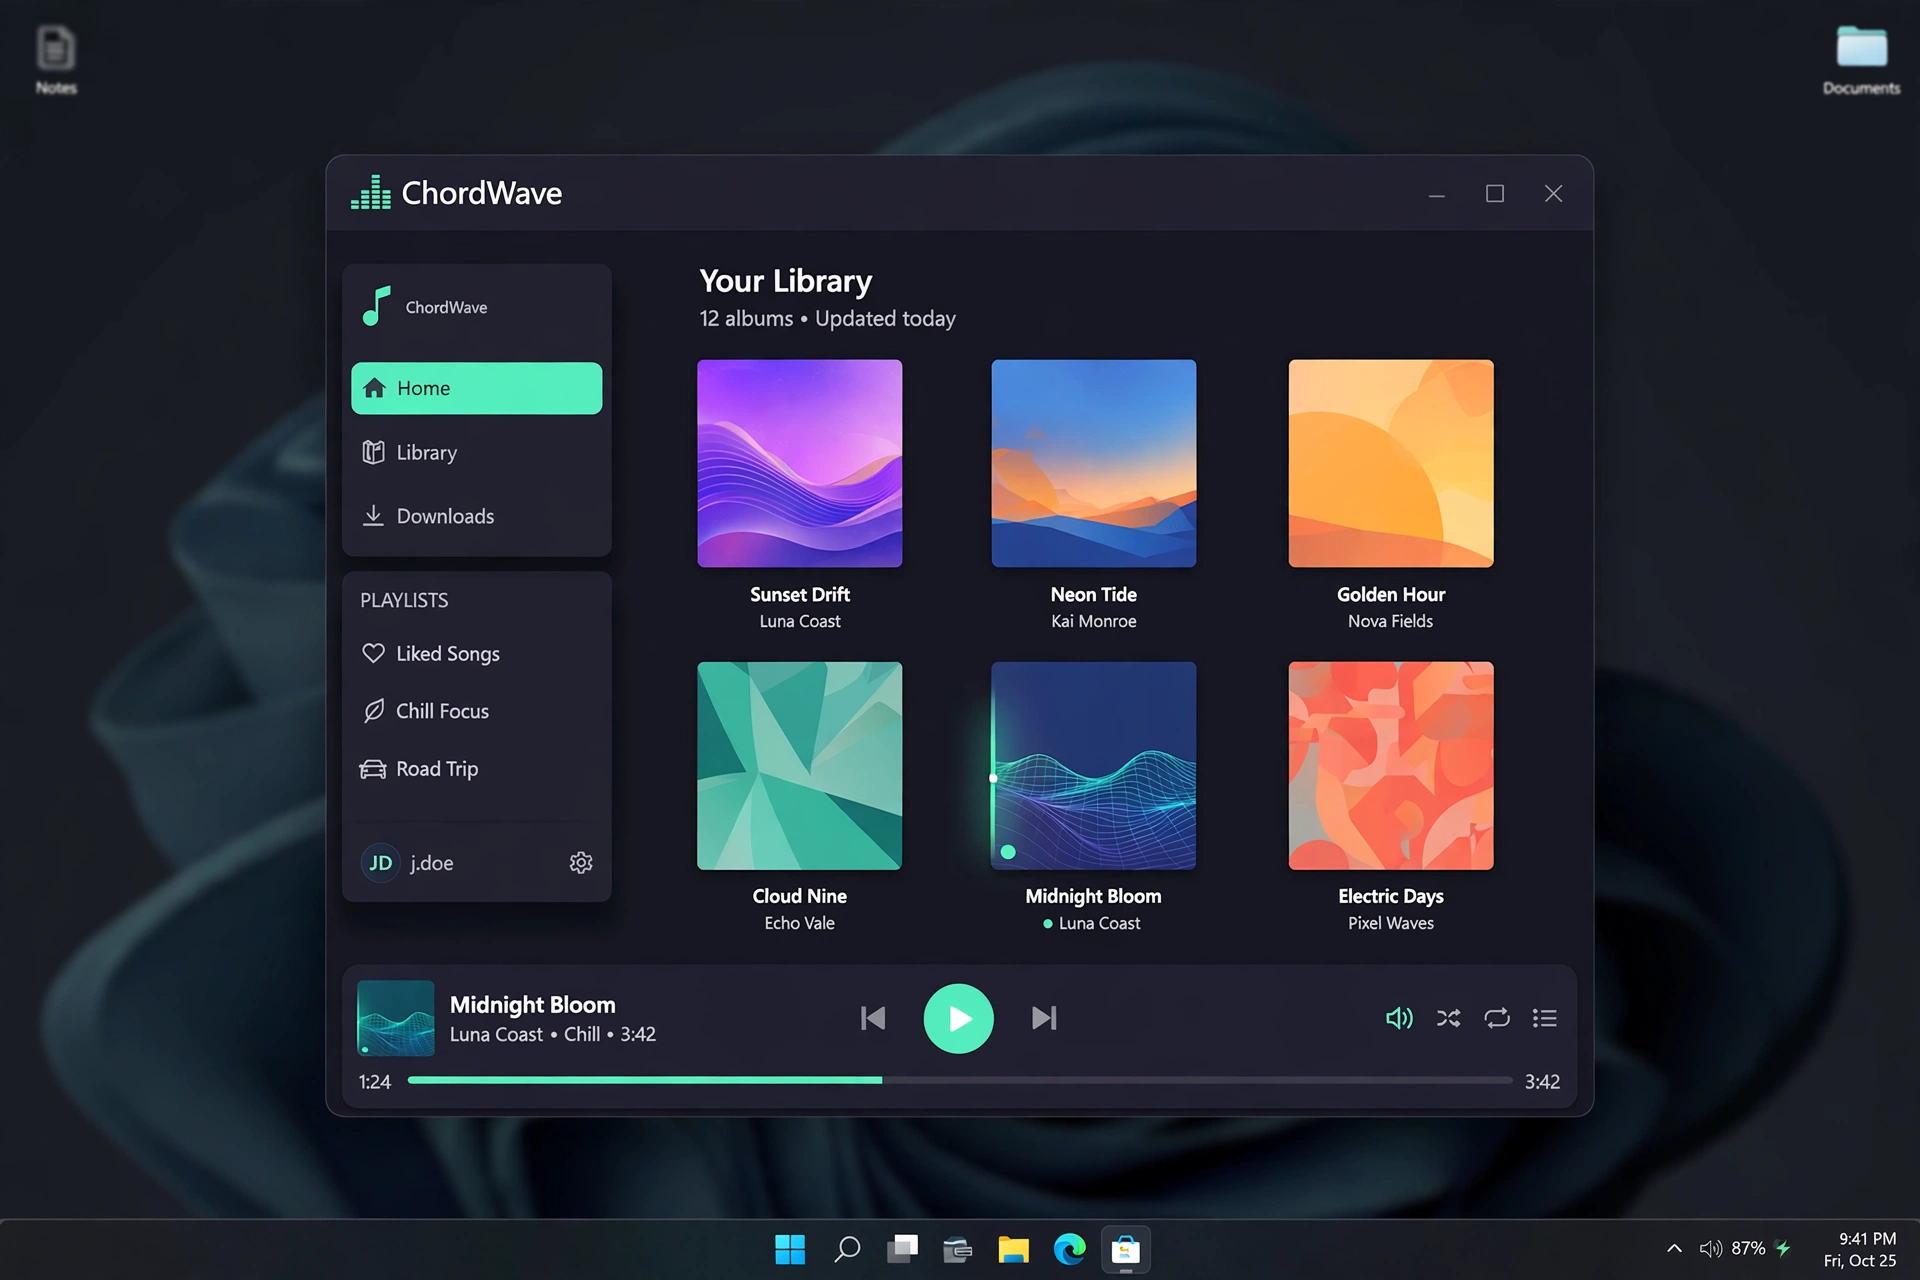 Notes
Documents
ChordWave
ChordWave
Home
Library
Downloads
PLAYLISTS
Liked Songs
Chill Focus
Road Trip
JD j.doe
Your Library
12 albums • Updated today
Sunset Drift
Luna Coast
Neon Tide
Kai Monroe
Golden Hour
Nova Fields
Cloud Nine
Echo Vale
Midnight Bloom
Luna Coast
Electric Days
Pixel Waves
Midnight Bloom
Luna Coast • Chill • 3:42
1:24
3:42
87%
9:41 PM
Fri, Oct 25